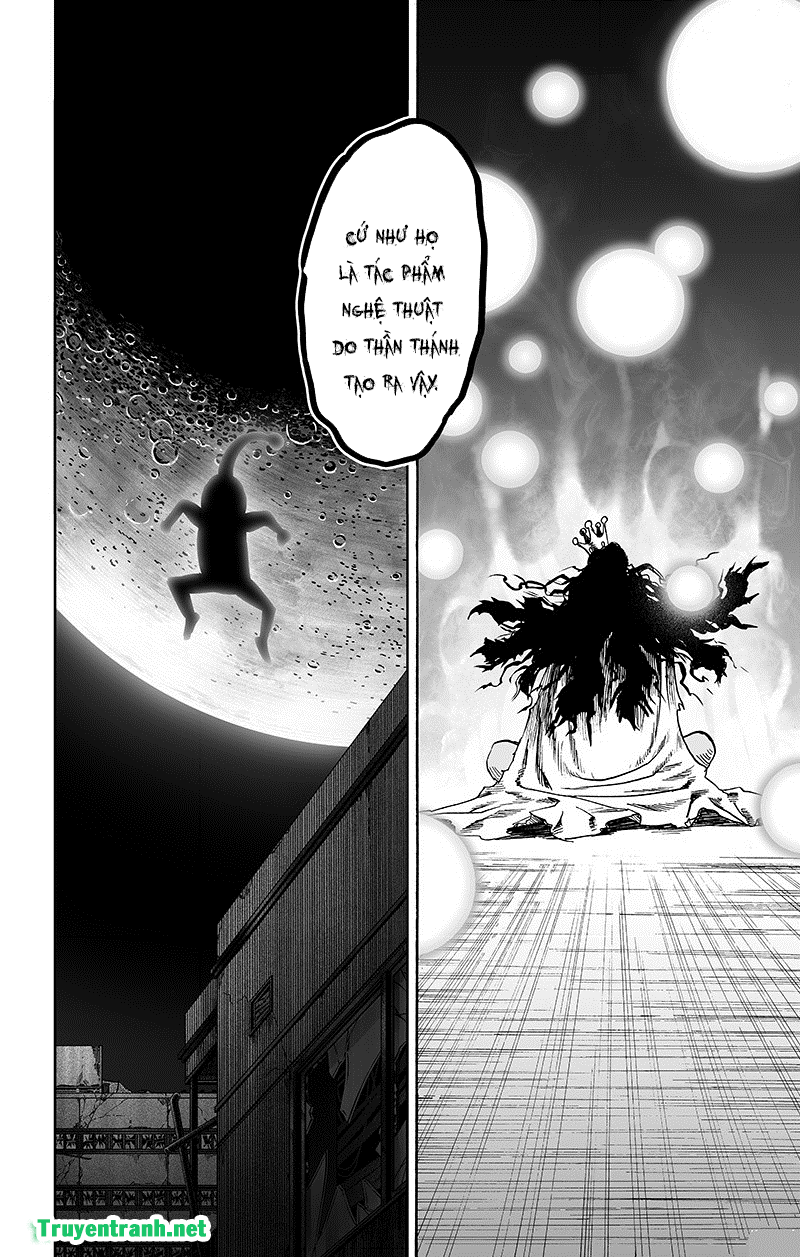 CỨ NHƯ HỌ
LÀ TÁC PHẨM
NGHỆ THUẬT
DO THẦN THÁNH
TẠO RA VẬY.
Truyentranh.net